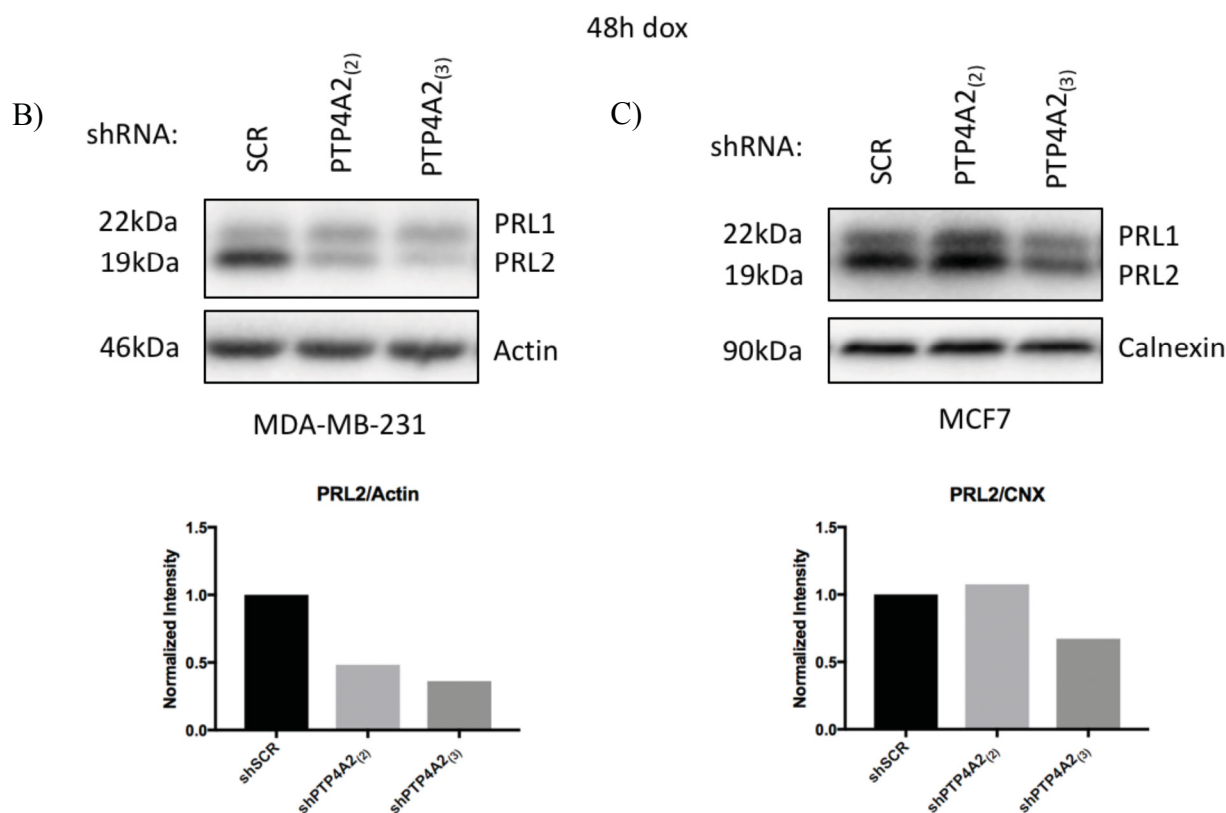 48h dox
B)
shRNA:
SCR
PTP4A2(2)
PTP4A2(3)
22kDa
PRL1
19kDa
PRL2
46kDa
Actin
MDA-MB-231
PRL2/Actin
Normalized Intensity
1.5
1.0
0.5
0.0
shSCR
shPTP4A2(2)
shPTP4A2(3)
C)
shRNA:
SCR
PTP4A2(2)
PTP4A2(3)
22kDa
PRL1
19kDa
PRL2
90kDa
Calnexin
MCF7
PRL2/CNX
Normalized Intensity
1.5
1.0
0.5
0.0
shSCR
shPTP4A2(2)
shPTP4A2(3)